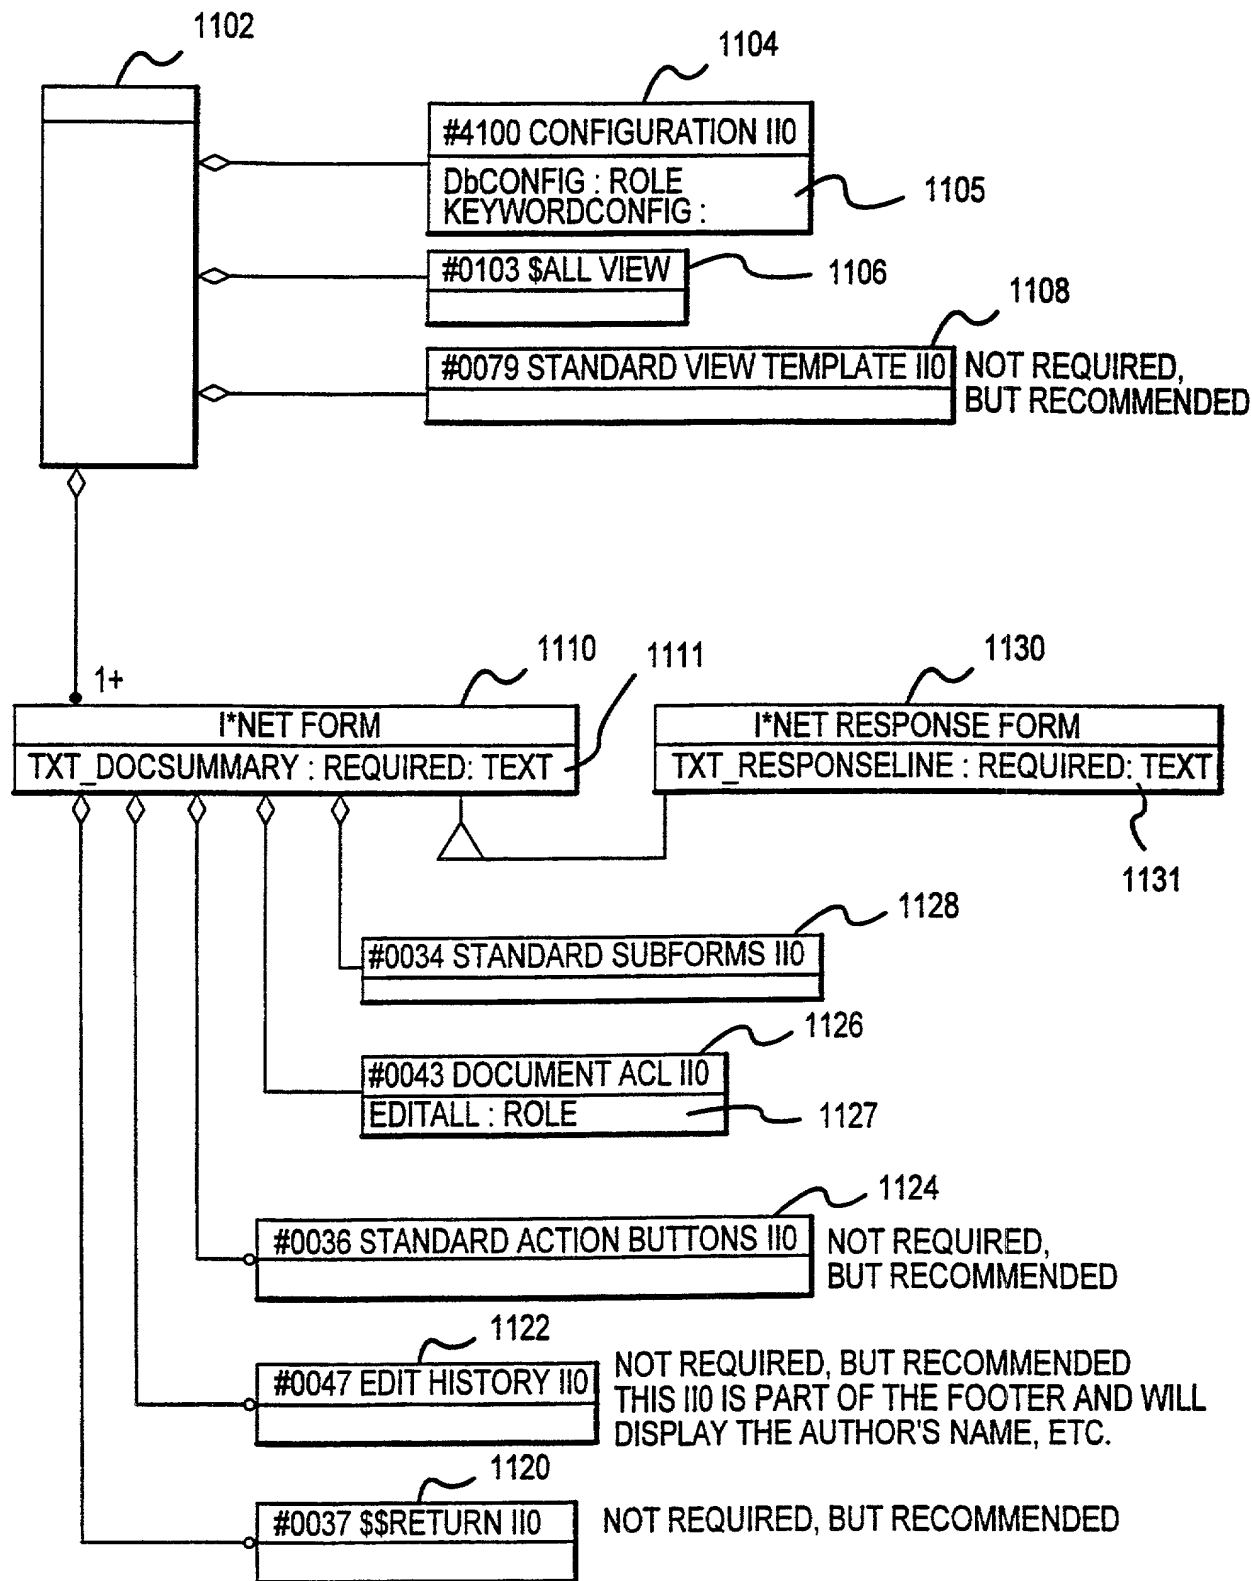 1102
1104
#4100 CONFIGURATION II0
DbCONFIG : ROLE
KEYWORDCONFIG :
1105
#0103 $ALL VIEW
1106
1108
#0079 STANDARD VIEW TEMPLATE II0
NOT REQUIRED,
BUT RECOMMENDED
1+
1110
1111
I*NET FORM
TXT_DOCSUMMARY : REQUIRED: TEXT
1130
I*NET RESPONSE FORM
TXT_RESPONSELINE : REQUIRED: TEXT
1131
1128
#0034 STANDARD SUBFORMS II0
1126
#0043 DOCUMENT ACL II0
EDITALL : ROLE
1127
1124
#0036 STANDARD ACTION BUTTONS II0
NOT REQUIRED,
BUT RECOMMENDED
1122
#0047 EDIT HISTORY II0
NOT REQUIRED, BUT RECOMMENDED
THIS II0 IS PART OF THE FOOTER AND WILL
DISPLAY THE AUTHOR'S NAME, ETC.
1120
#0037 $$RETURN II0
NOT REQUIRED, BUT RECOMMENDED